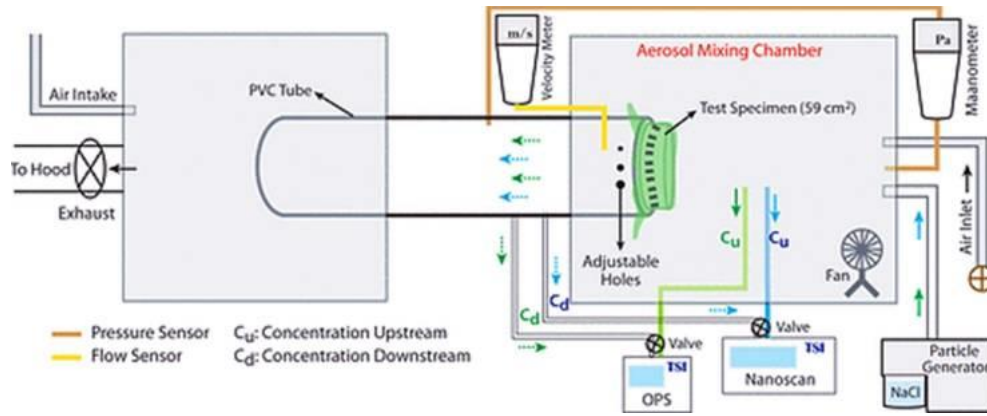 m/s
Velocity Meter
Aerosol Mixing Chamber
Pa
Maanometer
Air Intake
PVC Tube
Test Specimen (59 cm²)
To Hood
Exhaust
Adjustable
Holes
Cu
Cu
Fan
Air Inlet
Cd
Cd
Pressure Sensor
Flow Sensor
Cu: Concentration Upstream
Cd: Concentration Downstream
Valve
Valve
TSI
OPS
TSI
Nanoscan
Particle
Generator
NaCl